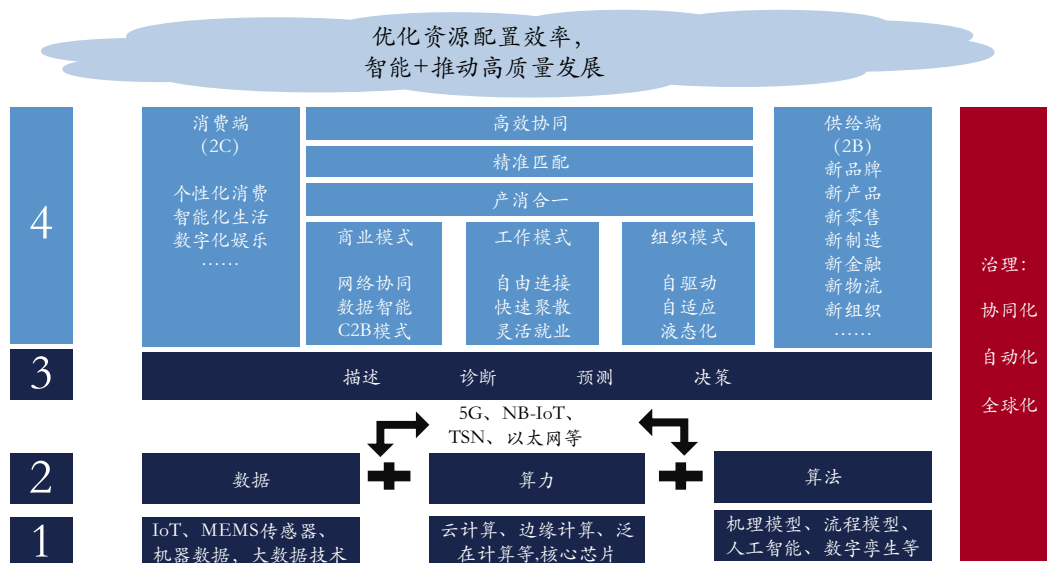 优化资源配置效率，
智能+推动高质量发展
4
消费端
(2C)
个性化消费
智能化生活
数字化娱乐
……
高效协同
精准匹配
产消合一
商业模式
网络协同
数据智能
C2B模式
工作模式
自由连接
快速聚散
灵活就业
组织模式
自驱动
自适应
液态化
供给端
(2B)
新品牌
新产品
新零售
新制造
新金融
新物流
新组织
……
治理：
协同化
自动化
全球化
3
描述 诊断 预测 决策
5G、NB-IoT、
TSN、以太网等
2
数据
算力
算法
1
IoT、MEMS传感器、
机器数据，大数据技术
云计算、边缘计算、泛
在计算等,核心芯片
机理模型、流程模型、
人工智能、数字孪生等